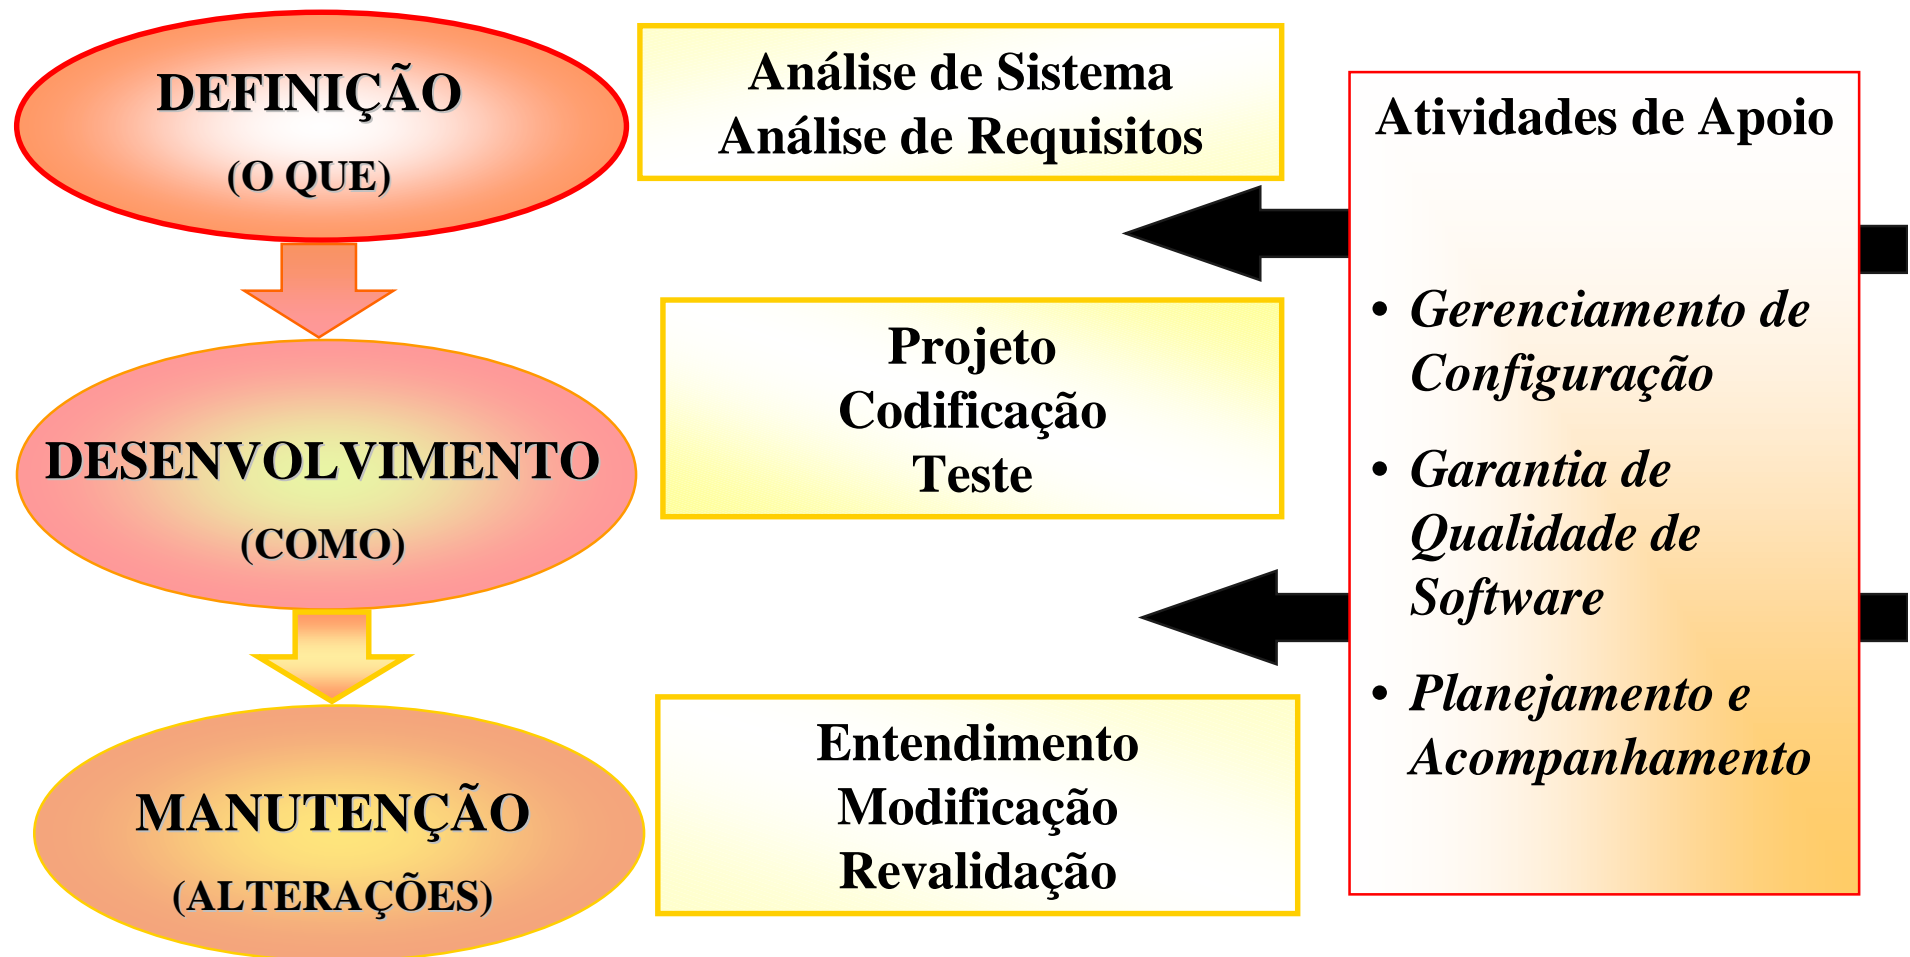 DEFINIÇÃO
(O QUE)
Análise de Sistema
Análise de Requisitos
DESENVOLVIMENTO
(COMO)
Projeto
Codificação
Teste
MANUTENÇÃO
(ALTERAÇÕES)
Entendimento
Modificação
Revalidação
Atividades de Apoio
• Gerenciamento de
Configuração
• Garantia de
Qualidade de
Software
• Planejamento e
Acompanhamento